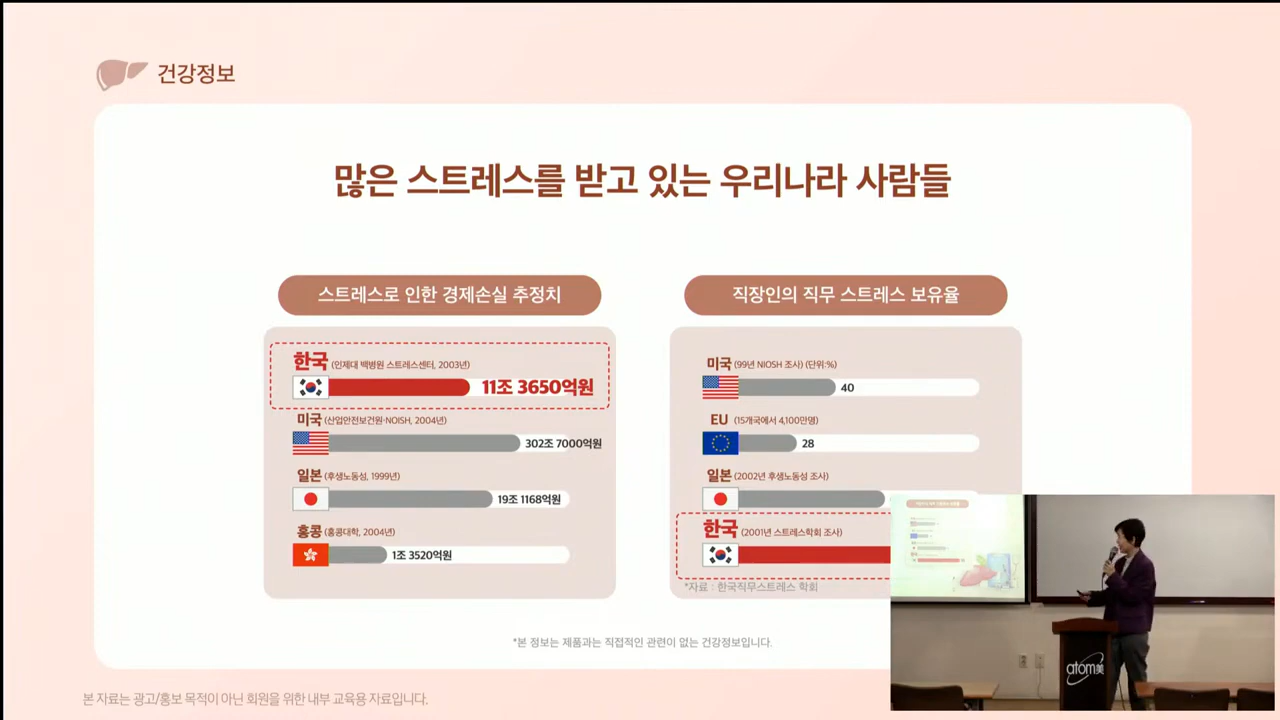 건강정보
많은 스트레스를 받고 있는 우리나라 사람들
스트레스로 인한 경제손실 추정치
한국 (인제대 백병원 스트레스센터, 2003년)
11조 3650억원
미국 (산업안전보건원-NOISH, 2004년)
302조 7000억원
일본 (후생노동성, 1999년)
19조 1168억원
홍콩 (홍콩대학, 2004년)
1조 3520억원
직장인의 직무 스트레스 보유율
미국 (99년 NIOSH 조사) (단위:%)
40
EU (15개국에서 4,100만명)
28
일본 (2002년 후생노동성 조사)
한국 (2001년 스트레스학회 조사)
*자료 : 한국직무스트레스 학회
*본 정보는 제품과는 직접적인 관련이 없는 건강정보입니다.
본 자료는 광고/홍보 목적이 아닌 회원을 위한 내부 교육용 자료입니다.
atom美